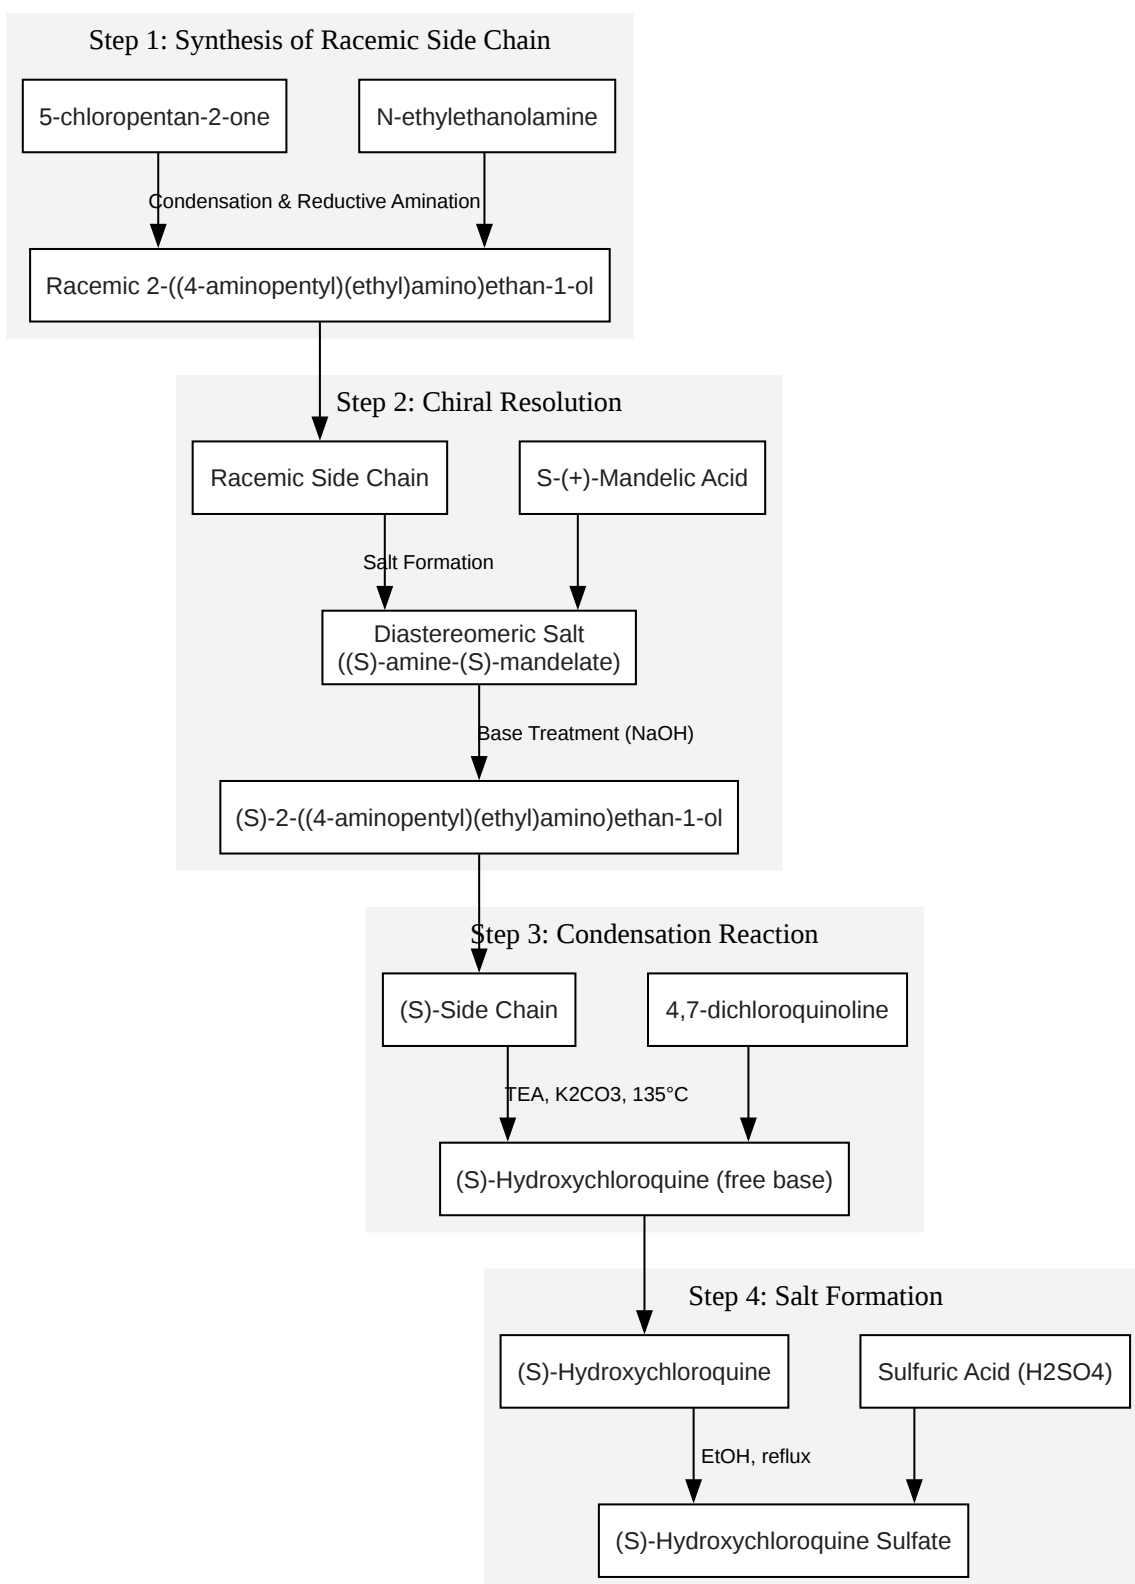 Step 1: Synthesis of Racemic Side Chain
5-chloropentan-2-one
N-ethylethanolamine
Condensation & Reductive Amination
Racemic 2-((4-aminopentyl)(ethyl)amino)ethan-1-ol
Step 2: Chiral Resolution
Racemic Side Chain
S-(+)-Mandelic Acid
Salt Formation
Diastereomeric Salt
((S)-amine-(S)-mandelate)
Base Treatment (NaOH)
(S)-2-((4-aminopentyl)(ethyl)amino)ethan-1-ol
Step 3: Condensation Reaction
(S)-Side Chain
4,7-dichloroquinoline
TEA, K2CO3, 135°C
(S)-Hydroxychloroquine (free base)
Step 4: Salt Formation
(S)-Hydroxychloroquine
Sulfuric Acid (H2SO4)
EtOH, reflux
(S)-Hydroxychloroquine Sulfate